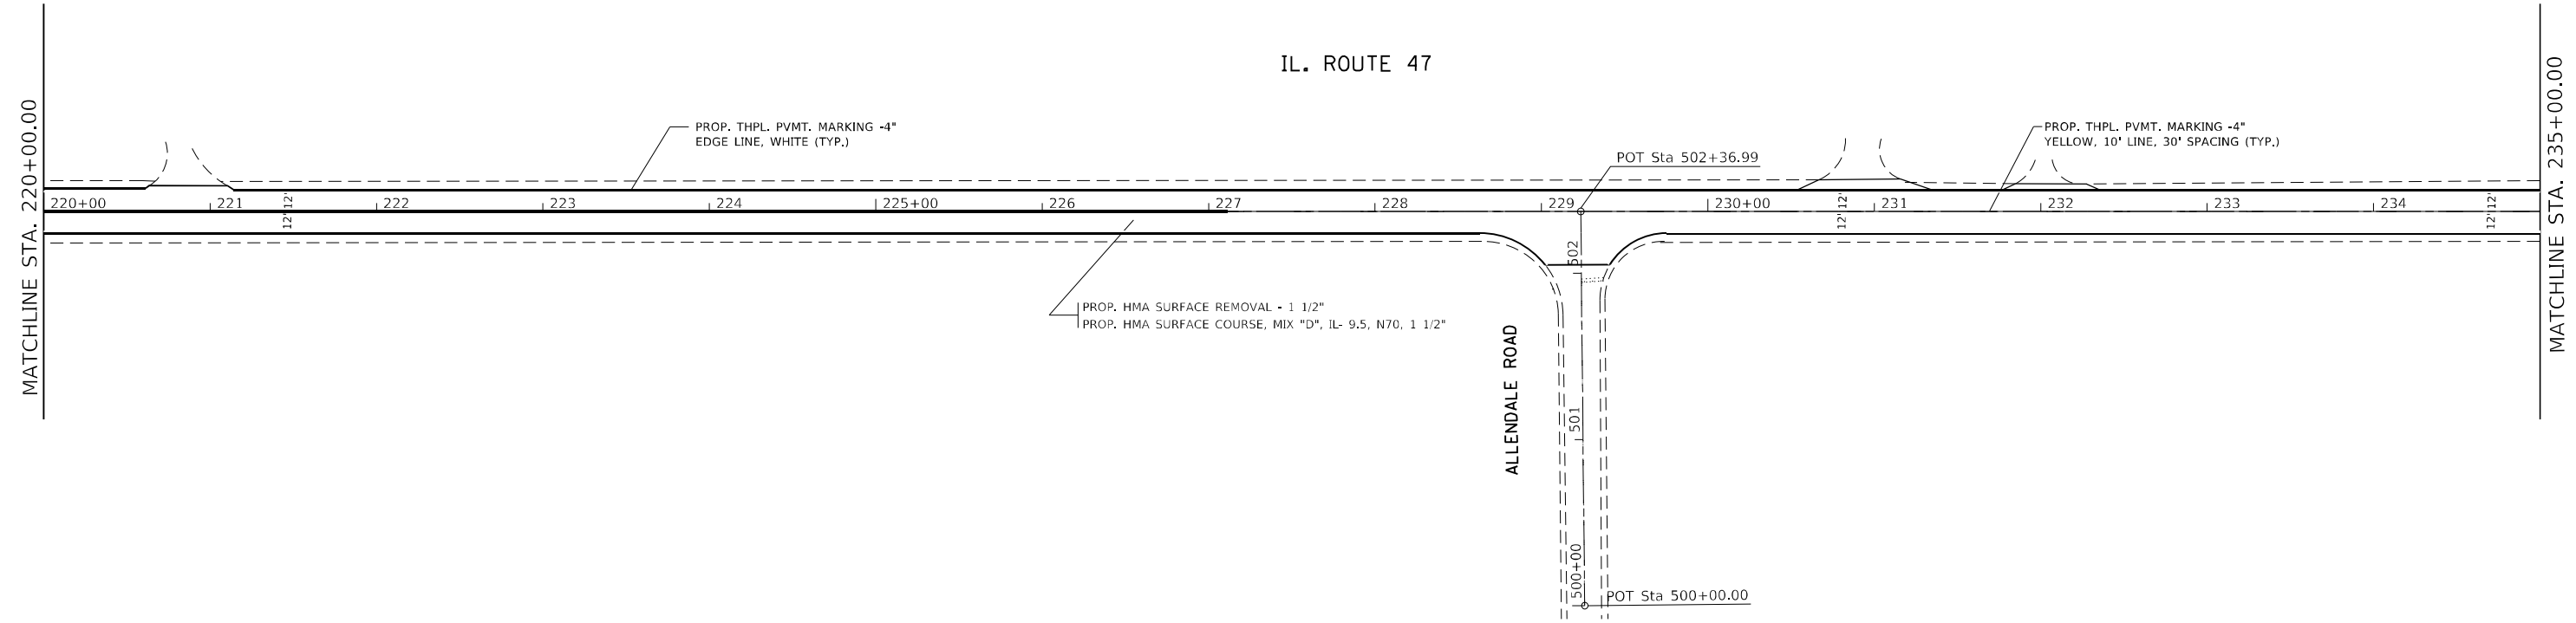 IL. ROUTE 47
MATCHLINE STA. 220+00.00
MATCHLINE STA. 235+00.00
PROP. THPL. PVMT. MARKING -4"
EDGE LINE, WHITE (TYP.)
PROP. THPL. PVMT. MARKING -4"
YELLOW, 10' LINE, 30' SPACING (TYP.)
POT Sta 502+36.99
220+00
221
222
223
224
225+00
226
227
228
229
230+00
231
232
233
234
12'12'
12'12'
12'12'
PROP. HMA SURFACE REMOVAL - 1 1/2"
PROP. HMA SURFACE COURSE, MIX "D", IL- 9.5, N70, 1 1/2"
ALLENDALE ROAD
502
501
500+00
POT Sta 500+00.00